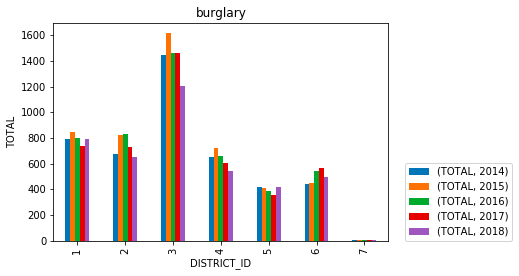 burglary
TOTAL
1600
1400
1200
1000
800
600
400
200
0
1
2
3
4
5
6
7
DISTRICT_ID
(TOTAL, 2014)
(TOTAL, 2015)
(TOTAL, 2016)
(TOTAL, 2017)
(TOTAL, 2018)